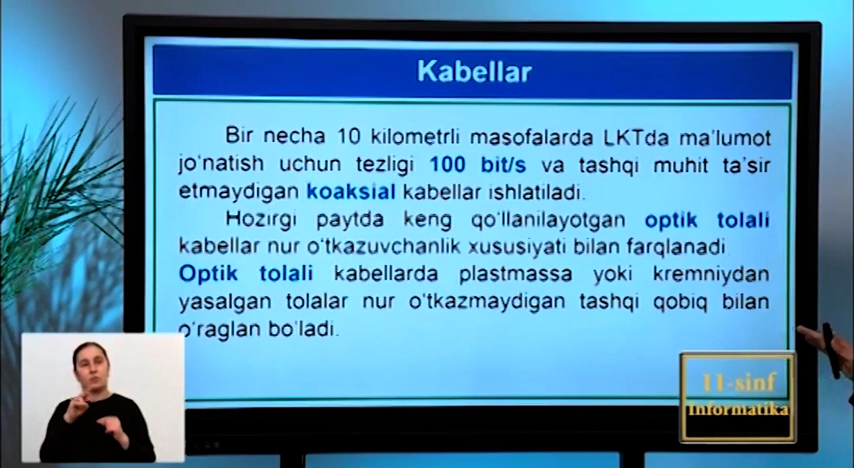 Kabellar
Bir necha 10 kilometrli masofalarda LKTda ma'lumot
jo'natish uchun tezligi 100 bit/s va tashqi muhit ta'sir
etmaydigan koaksial kabellar ishlatiladi.
Hozirgi paytda keng qo'llanilayotgan optik tolali
kabellar nur o'tkazuvchanlik xususiyati bilan farqlanadi.
Optik tolali kabellarda plastmassa yoki kremniydan
yasalgan tolalar nur o'tkazmaydigan tashqi qobiq bilan
o'raglan bo'ladi.
11-sinf
Informatika